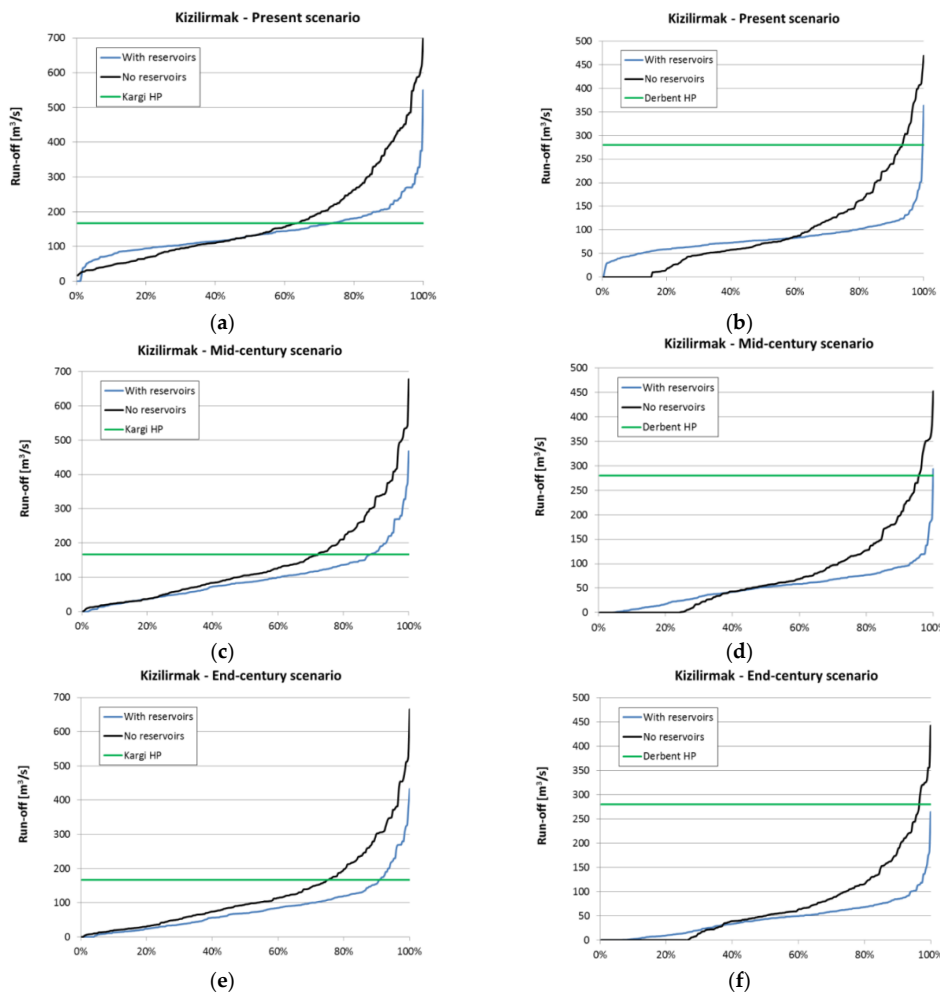 Kizilirmak - Present scenario
Run-off [m³/s]
700
600
500
400
300
200
100
0
With reservoirs
No reservoirs
Kargi HP
0%
20%
40%
60%
80%
100%
(a)
Kizilirmak - Present scenario
Run-off [m³/s]
500
450
400
350
300
250
200
150
100
50
0
With reservoirs
No reservoirs
Derbent HP
0%
20%
40%
60%
80%
100%
(b)
Kizilirmak - Mid-century scenario
Run-off [m³/s]
700
600
500
400
300
200
100
0
With reservoirs
No reservoirs
Kargi HP
0%
20%
40%
60%
80%
100%
(c)
Kizilirmak - Mid-century scenario
Run-off [m³/s]
500
450
400
350
300
250
200
150
100
50
0
With reservoirs
No reservoirs
Derbent HP
0%
20%
40%
60%
80%
100%
(d)
Kizilirmak - End-century scenario
Run-off [m³/s]
700
600
500
400
300
200
100
0
With reservoirs
No reservoirs
Kargi HP
0%
20%
40%
60%
80%
100%
(e)
Kizilirmak - End-century scenario
Run-off [m³/s]
500
450
400
350
300
250
200
150
100
50
0
With reservoirs
No reservoirs
Derbent HP
0%
20%
40%
60%
80%
100%
(f)